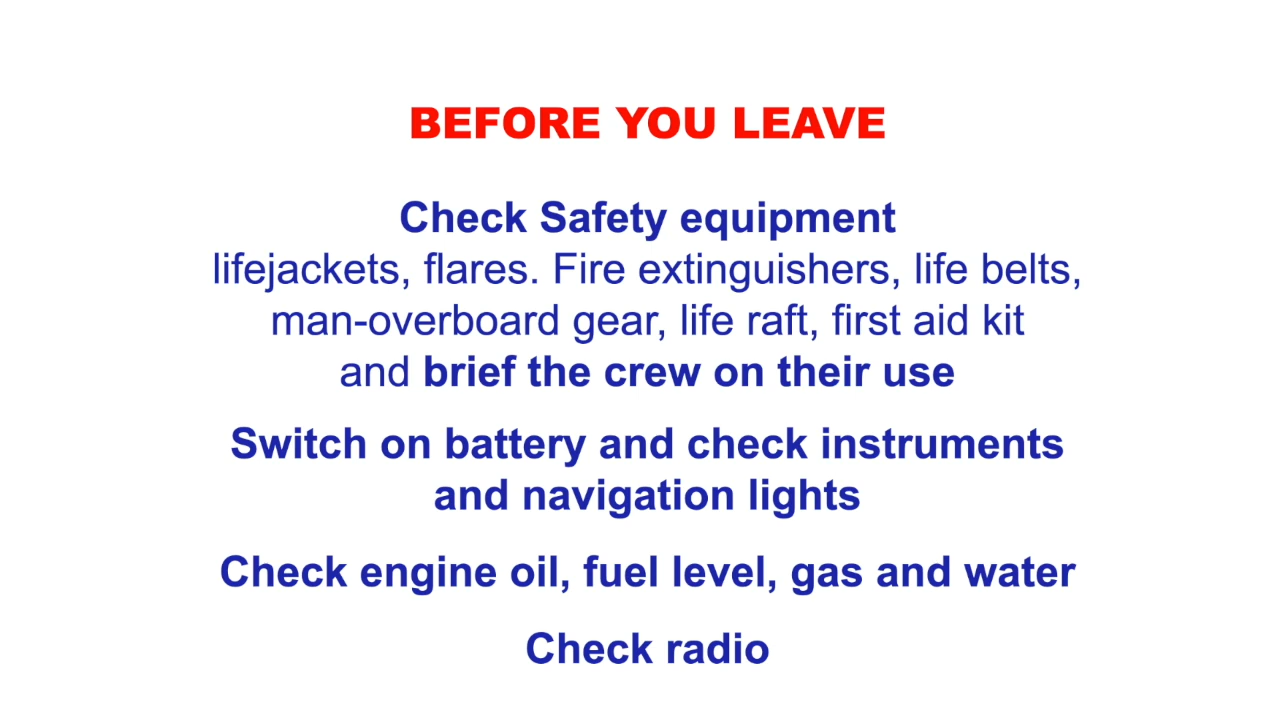 BEFORE YOU LEAVE
Check Safety equipment
lifejackets, flares. Fire extinguishers, life belts,
man-overboard gear, life raft, first aid kit
and brief the crew on their use
Switch on battery and check instruments
and navigation lights
Check engine oil, fuel level, gas and water
Check radio